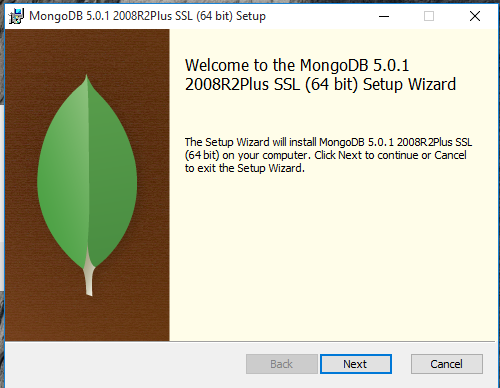 MongoDB 5.0.1 2008R2Plus SSL (64 bit) Setup
Welcome to the MongoDB 5.0.1
2008R2Plus SSL (64 bit) Setup Wizard
The Setup Wizard will install MongoDB 5.0.1 2008R2Plus SSL
(64 bit) on your computer. Click Next to continue or Cancel
to exit the Setup Wizard.
Back
Next
Cancel